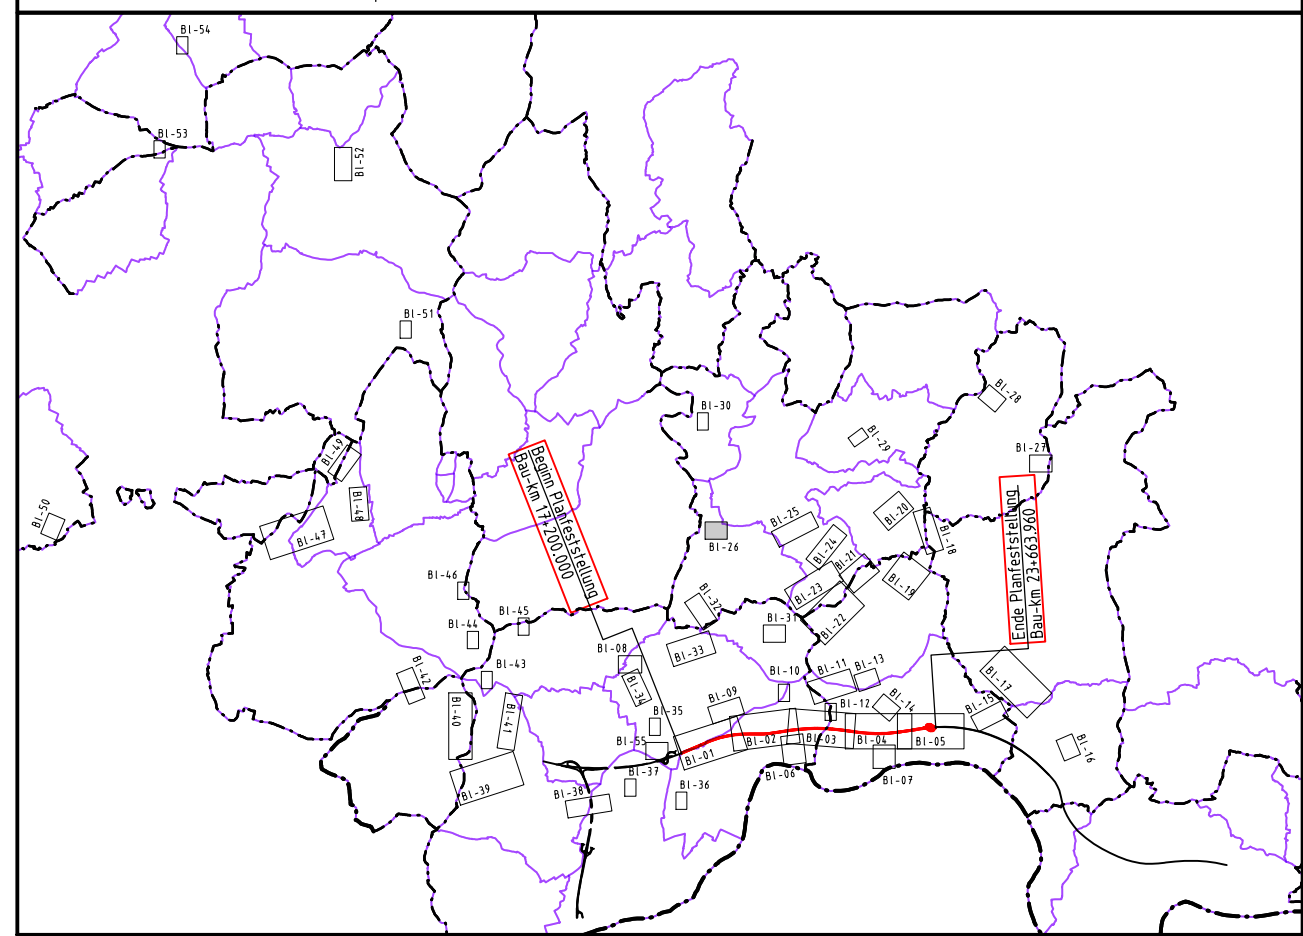 Bl-54
Bl-53
Bl-52
Bl-51
Bl-28
Bl-30
Bl-29
Bl-49
Bl-27
Beginn Planfeststellung
Bau-km 17+200.000
Ende Planfeststellung
Bau-km 23+663.960
Bl-50
Bl-48
Bl-47
Bl-25
Bl-20
Bl-18
Bl-26
Bl-24
Bl-21
Bl-19
Bl-46
Bl-23
Bl-45
Bl-32
Bl-31
Bl-22
Bl-44
Bl-08
Bl-33
Bl-43
Bl-42
Bl-34
Bl-10
Bl-11
Bl-13
Bl-17
Bl-09
Bl-12
Bl-14
Bl-15
Bl-40
Bl-41
Bl-35
Bl-55
Bl-01
Bl-02
Bl-03
Bl-04
Bl-05
Bl-16
Bl-37
Bl-06
Bl-07
Bl-39
Bl-38
Bl-36